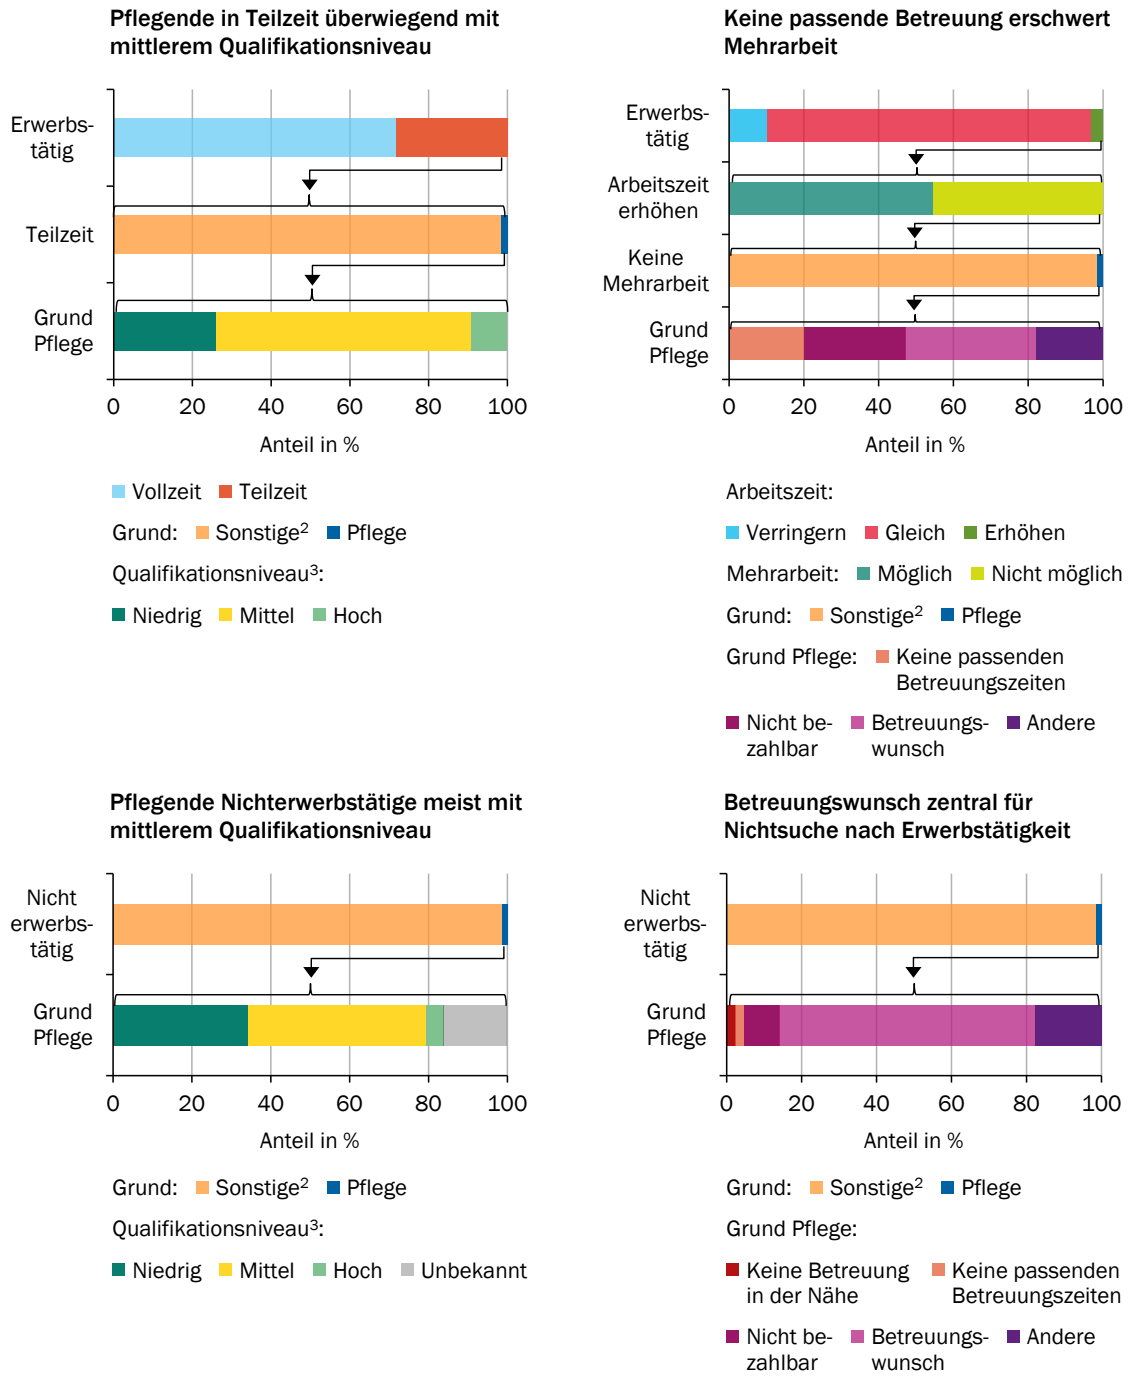 Pflegende in Teilzeit überwiegend mit
mittlerem Qualifikationsniveau
Erwerbs-
tätig
Teilzeit
Grund
Pflege
0 20 40 60 80 100
Anteil in %
Vollzeit Teilzeit
Grund: Sonstige² Pflege
Qualifikationsniveau³:
Niedrig Mittel Hoch
Keine passende Betreuung erschwert
Mehrarbeit
Erwerbs-
tätig
Arbeitszeit
erhöhen
Keine
Mehrarbeit
Grund
Pflege
0 20 40 60 80 100
Anteil in %
Arbeitszeit:
Verringern Gleich Erhöhen
Mehrarbeit: Möglich Nicht möglich
Grund: Sonstige² Pflege
Grund Pflege: Keine passenden
Betreuungszeiten
Nicht be- Betreuungs- Andere
zahlbar wunsch
Pflegende Nichterwerbstätige meist mit
mittlerem Qualifikationsniveau
Nicht
erwerbs-
tätig
Grund
Pflege
0 20 40 60 80 100
Anteil in %
Grund: Sonstige² Pflege
Qualifikationsniveau³:
Niedrig Mittel Hoch Unbekannt
Betreuungswunsch zentral für
Nichtsuche nach Erwerbstätigkeit
Nicht
erwerbs-
tätig
Grund
Pflege
0 20 40 60 80 100
Anteil in %
Grund: Sonstige² Pflege
Grund Pflege:
Keine Betreuung Keine passenden
in der Nähe Betreuungszeiten
Nicht be- Betreuungs- Andere
zahlbar wunsch